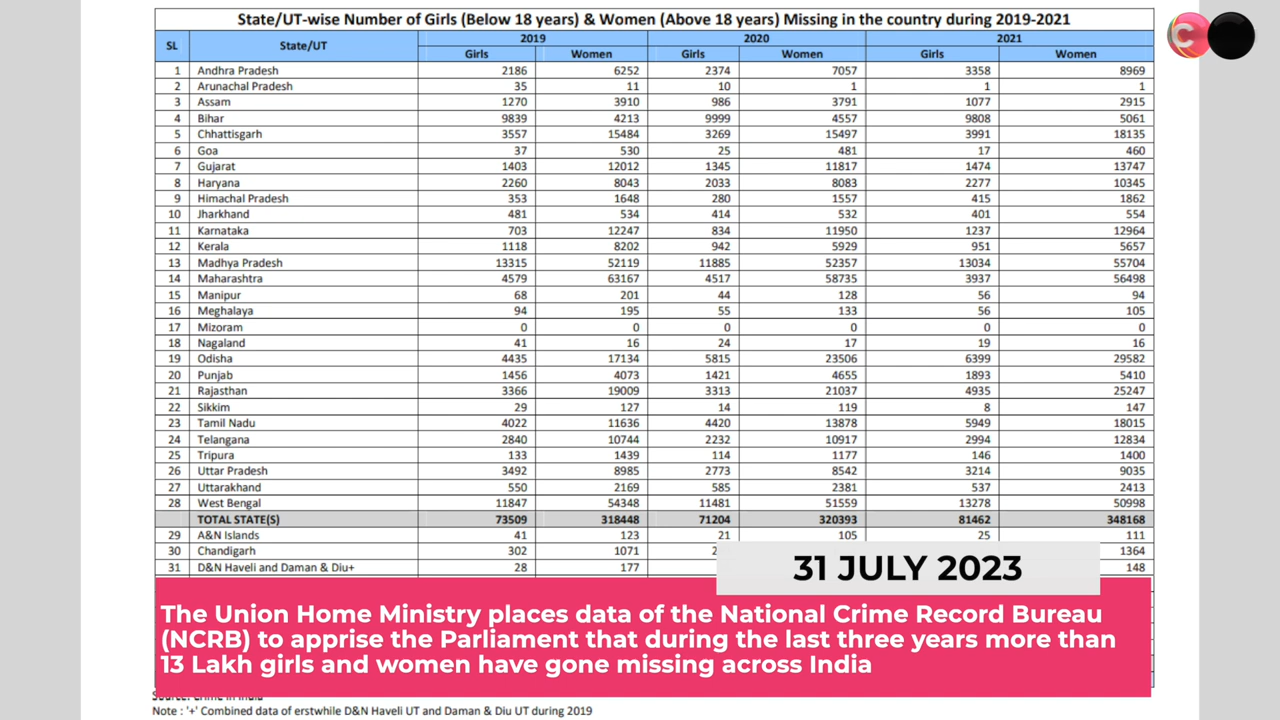 State/UT-wise Number of Girls (Below 18 years) & Women (Above 18 years) Missing in the country during 2019-2021
SL State/UT 2019 2020 2021
Girls Women Girls Women Girls Women
1 Andhra Pradesh 2186 6252 2374 7057 3358 8969
2 Arunachal Pradesh 35 11 10 1 1 1
3 Assam 1270 3910 986 3791 1077 2915
4 Bihar 9839 4213 9999 4557 9808 5061
5 Chhattisgarh 3557 15484 3269 15497 3991 18135
6 Goa 37 530 25 481 17 460
7 Gujarat 1403 12012 1345 11817 1474 13747
8 Haryana 2260 8043 2033 8083 2277 10345
9 Himachal Pradesh 353 1648 280 1557 415 1862
10 Jharkhand 481 534 414 532 401 554
11 Karnataka 703 12247 834 11950 1237 12964
12 Kerala 1118 8202 942 5929 951 5657
13 Madhya Pradesh 13315 52119 11885 52357 13034 55704
14 Maharashtra 4579 63167 4517 58735 3937 56498
15 Manipur 68 201 44 128 56 94
16 Meghalaya 94 195 55 133 56 105
17 Mizoram 0 0 0 0 0 0
18 Nagaland 41 16 24 17 19 16
19 Odisha 4435 17134 5815 23506 6399 29582
20 Punjab 1456 4073 1421 4655 1893 5410
21 Rajasthan 3366 19009 3313 21037 4935 25247
22 Sikkim 29 127 14 119 8 147
23 Tamil Nadu 4022 11636 4420 13878 5949 18015
24 Telangana 2840 10744 2232 10917 2994 12834
25 Tripura 133 1439 114 1177 146 1400
26 Uttar Pradesh 3492 8985 2773 8542 3214 9035
27 Uttarakhand 550 2169 585 2381 537 2413
28 West Bengal 11847 54348 11481 51559 13278 50998
TOTAL STATE(S) 73509 318448 71204 320393 81462 348168
29 A&N Islands 41 123 21 105 25 111
30 Chandigarh 302 1071 1364
31 D&N Haveli and Daman & Diu+ 28 177 148
31 JULY 2023
The Union Home Ministry places data of the National Crime Record Bureau
(NCRB) to apprise the Parliament that during the last three years more than
13 Lakh girls and women have gone missing across India
Note : '+' Combined data of erstwhile D&N Haveli UT and Daman & Diu UT during 2019
C